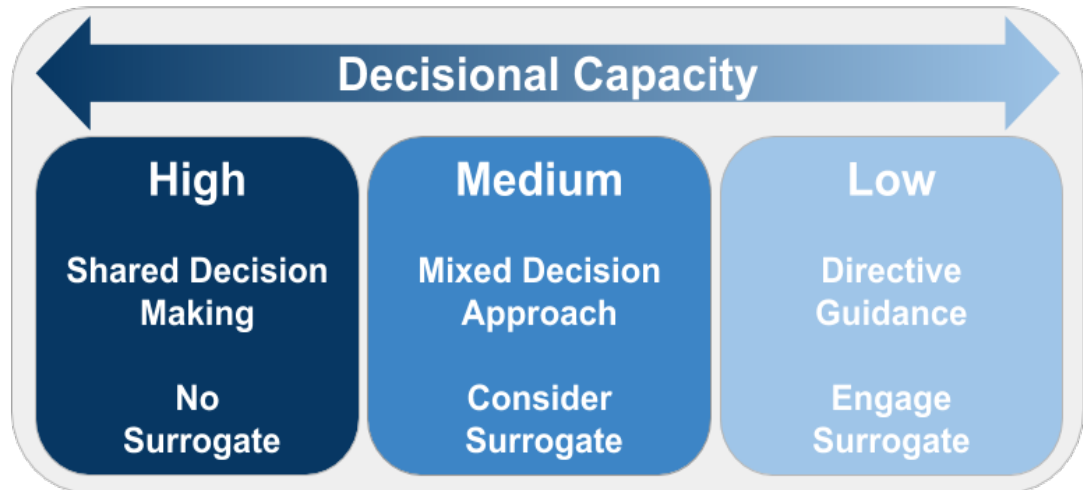 Decisional Capacity
High
Shared Decision
Making
No
Surrogate
Medium
Mixed Decision
Approach
Consider
Surrogate
Low
Directive
Guidance
Engage
Surrogate